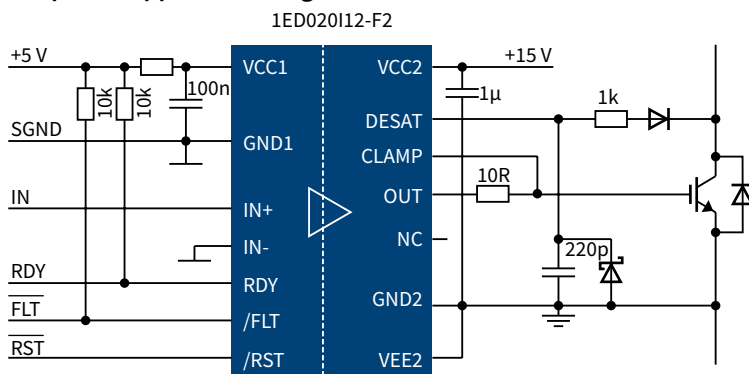 1ED020I12-F2
+5 V
VCC1
VCC2
+15 V
10k
10k
100n
1µ
1k
DESAT
SGND
GND1
CLAMP
10R
IN
IN+
OUT
IN-
NC
220p
RDY
RDY
GND2
FLT
/FLT
RST
/RST
VEE2